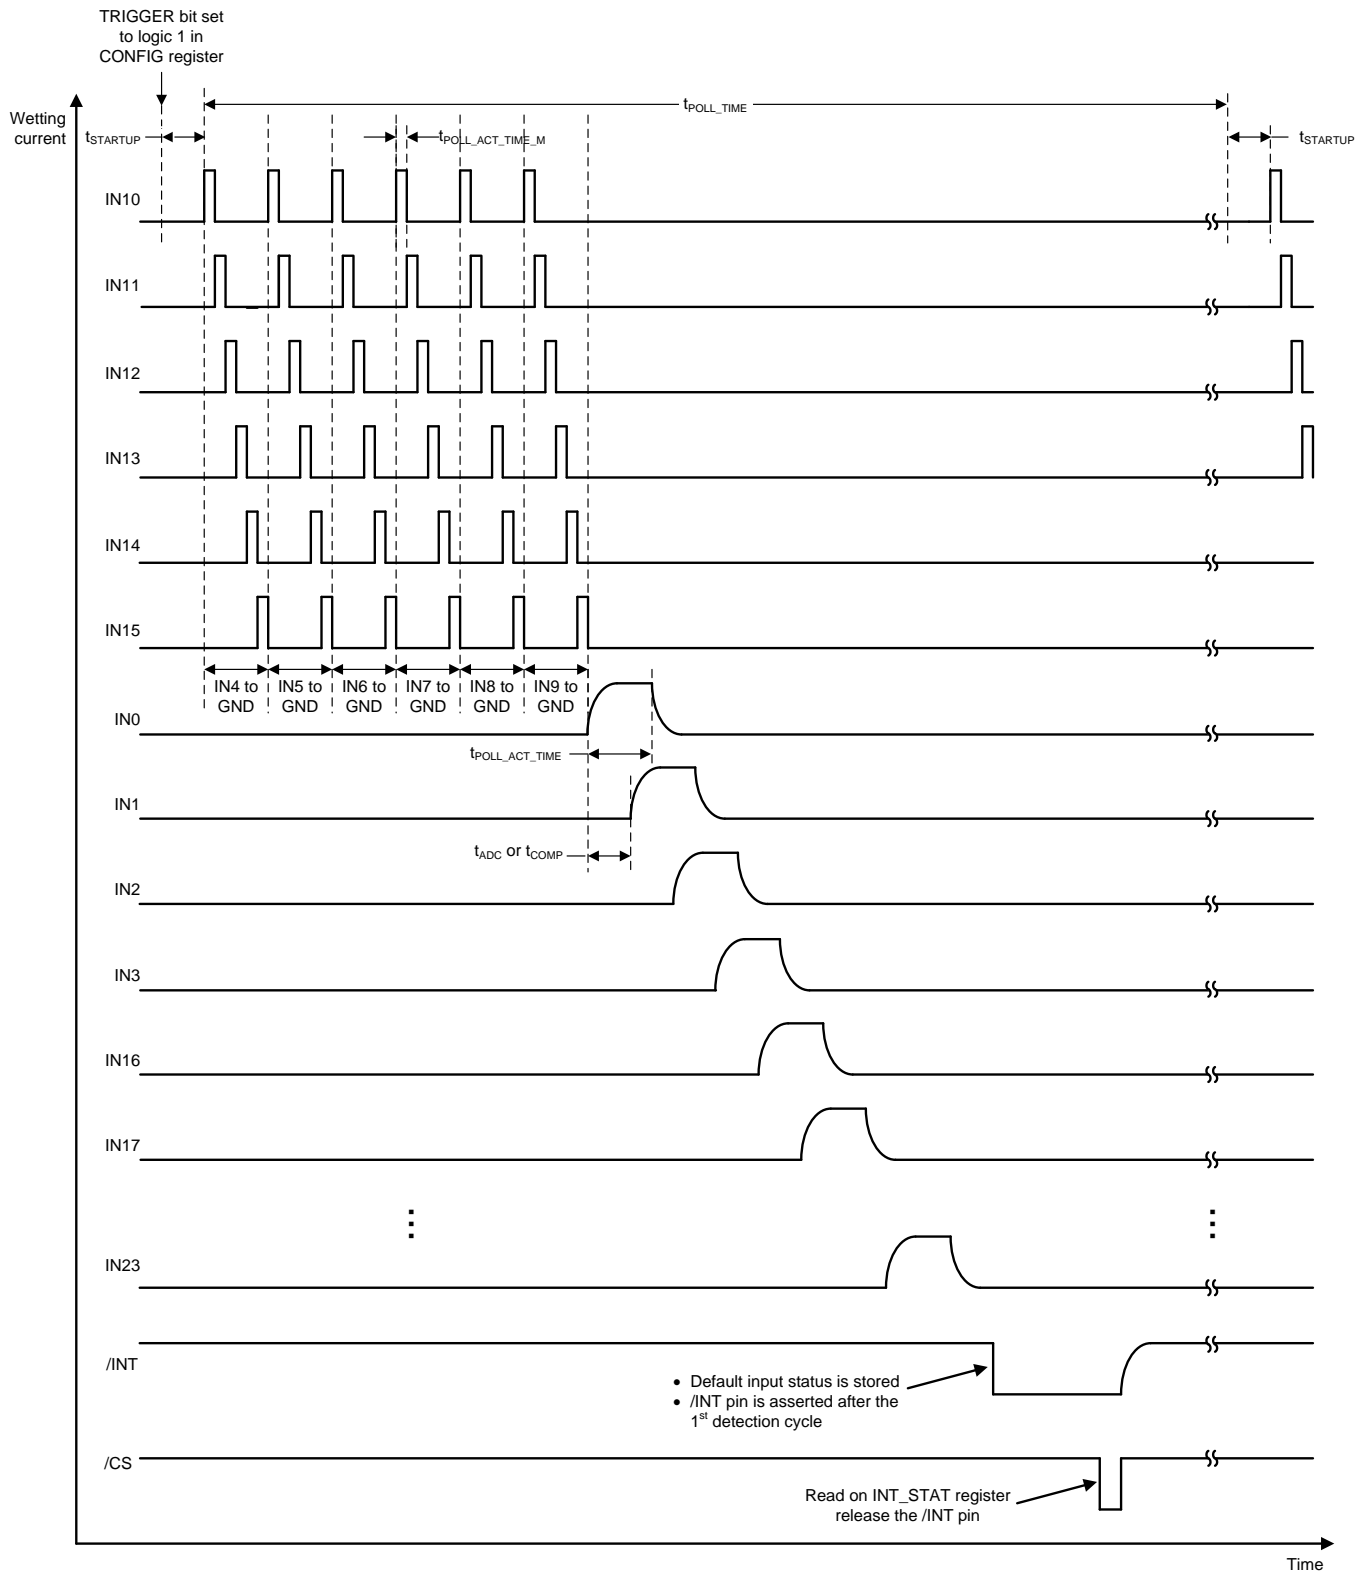 TRIGGER bit set
to logic 1 in
CONFIG register
Wetting
current
tSTARTUP
tPOLL_TIME
tPOLL_ACT_TIME_M
tSTARTUP
IN10
IN11
IN12
IN13
IN14
IN15
IN4 to
GND
IN5 to
GND
IN6 to
GND
IN7 to
GND
IN8 to
GND
IN9 to
GND
IN0
tPOLL_ACT_TIME
IN1
tADC or tCOMP
IN2
IN3
IN16
IN17
IN23
/INT
• Default input status is stored
• /INT pin is asserted after the
1st detection cycle
/CS
Read on INT_STAT register
release the /INT pin
Time